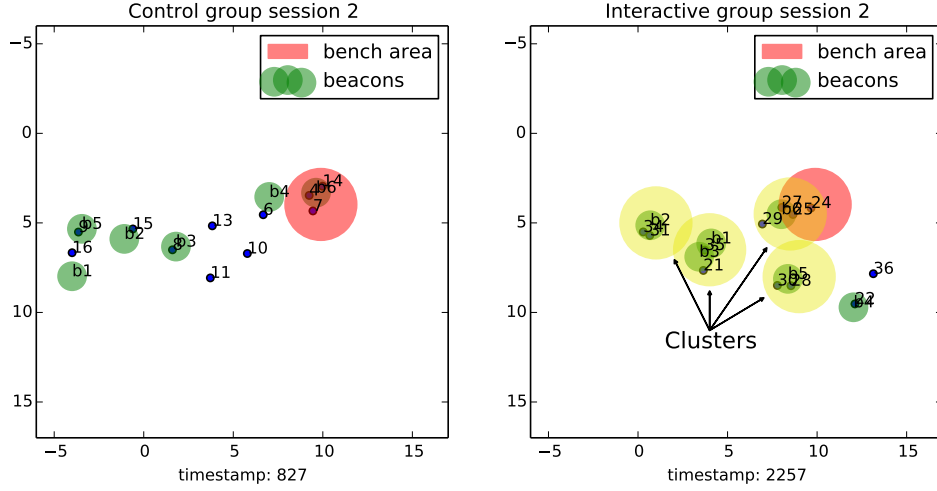 Control group session 2
−5
0
5
10
15
bench area
beacons
b5
9
16
b1
15
b2
b3
8
13
11
10
6
b4
14
4
b6
7
−5
0
5
10
15
timestamp: 827
Interactive group session 2
−5
0
5
10
15
bench area
beacons
b2
34
31
b1
35
b3
21
29
27
24
b6
25
b5
30
28
22
b4
36
Clusters
−5
0
5
10
15
timestamp: 2257